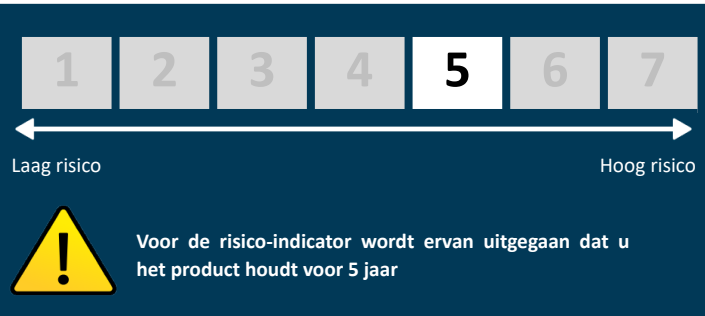 1 2 3 4 5 6 7
Laag risico Hoog risico
Voor de risico-indicator wordt ervan uitgegaan dat u
het product houdt voor 5 jaar